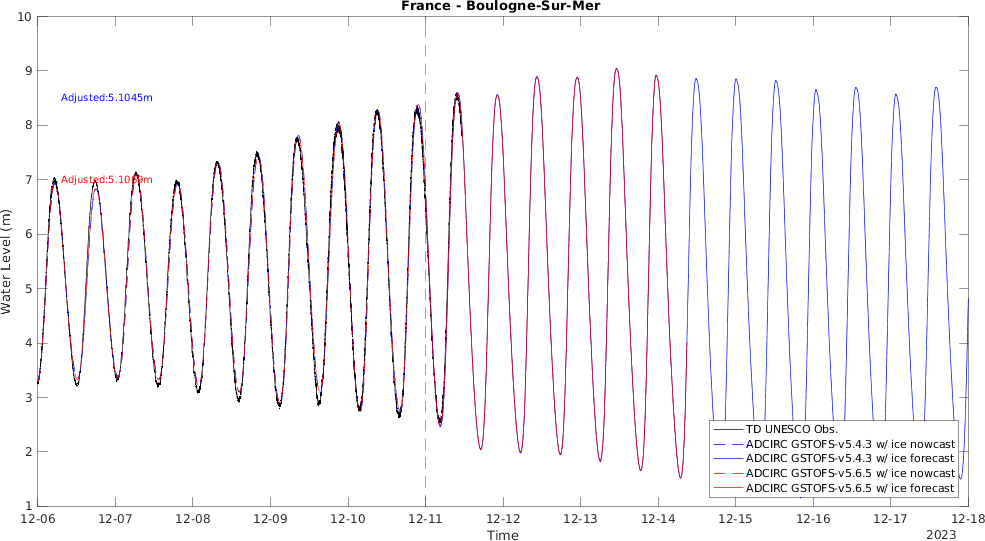 France - Boulogne-Sur-Mer
10
9
8
7
6
5
4
3
2
1
Water Level (m)
Adjusted:5.1045m
Adjusted:5.1069m
TD UNESCO Obs.
ADCIRC GSTOFS-v5.4.3 w/ ice nowcast
ADCIRC GSTOFS-v5.4.3 w/ ice forecast
ADCIRC GSTOFS-v5.6.5 w/ ice nowcast
ADCIRC GSTOFS-v5.6.5 w/ ice forecast
12-06 12-07 12-08 12-09 12-10 12-11 12-12 12-13 12-14 12-15 12-16 12-17 12-18
Time
2023